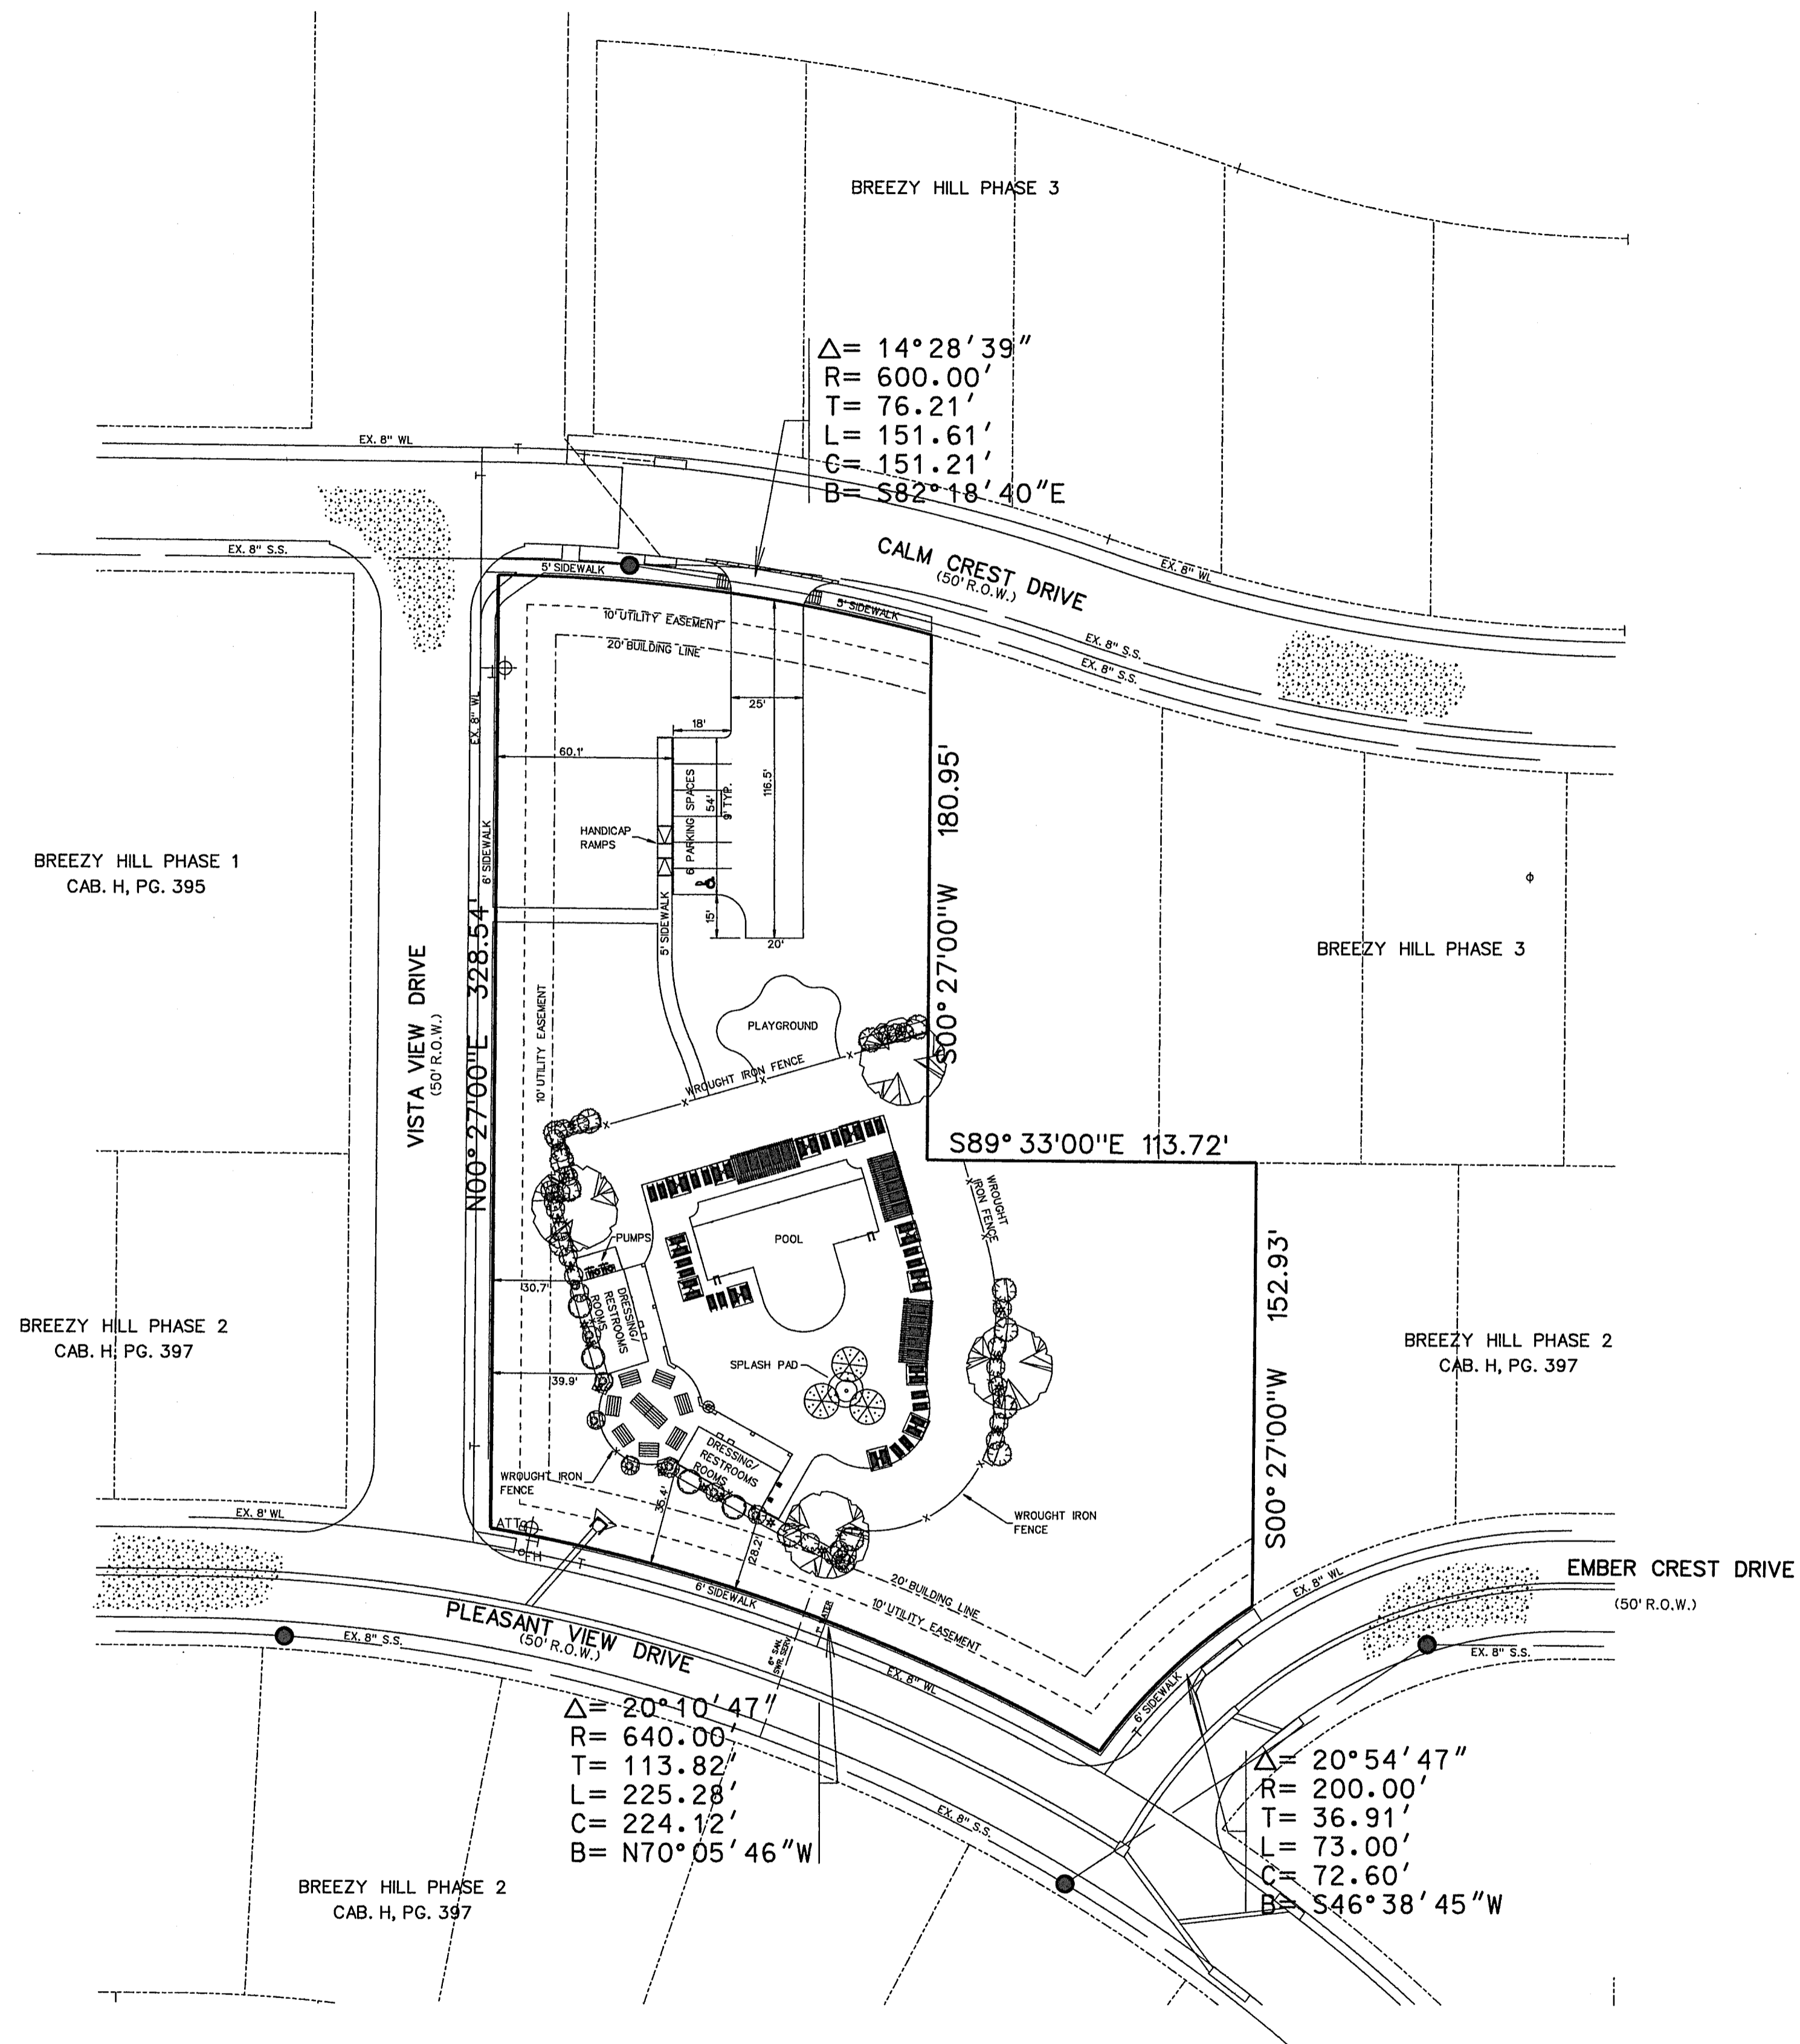 BREEZY HILL PHASE 3
△= 14°28'39"
R= 600.00'
T= 76.21'
L= 151.61'
C= 151.21'
B= S82°18'40"E
EX. 8" WL
EX. 8" S.S.
5' SIDEWALK
CALM CREST DRIVE
(50' R.O.W.)
EX. 8" WL
5' SIDEWALK
10' UTILITY EASEMENT
20' BUILDING LINE
EX. 8" S.S.
EX. 8" S.S.
EX. 8" WL
25'
18'
60.1'
116.5'
6 PARKING SPACES
54'
9' TYP.
180.95'
S00°27'00"W
HANDICAP
RAMPS
6' SIDEWALK
BREEZY HILL PHASE 1
CAB. H, PG. 395
5' SIDEWALK
15'
20'
BREEZY HILL PHASE 3
VISTA VIEW DRIVE
(50' R.O.W.)
N00°27'00"E 328.54'
10' UTILITY EASEMENT
PLAYGROUND
WROUGHT IRON FENCE
S89°33'00"E 113.72'
WROUGHT
IRON FENCE
PUMPS
POOL
30.7'
DRESSING/
RESTROOMS
ROOMS
152.93'
S00°27'00"W
BREEZY HILL PHASE 2
CAB. H, PG. 397
BREEZY HILL PHASE 2
CAB. H, PG. 397
SPLASH PAD
39.9'
DRESSING/
RESTROOMS
ROOMS
WROUGHT IRON
FENCE
35.4'
28.2'
WROUGHT IRON
FENCE
EX. 8' WL
ATT
FH
6' SIDEWALK
20' BUILDING LINE
10' UTILITY EASEMENT
EX. 8" WL
EMBER CREST DRIVE
(50' R.O.W.)
PLEASANT VIEW DRIVE
(50' R.O.W.)
EX. 8" S.S.
6" SAN.
SWR. SERV.
WATER
EX. 8" WL
6' SIDEWALK
EX. 8" S.S.
△= 20°10'47"
R= 640.00'
T= 113.82'
L= 225.28'
C= 224.12'
B= N70°05'46"W
EX. 8" S.S.
△= 20°54'47"
R= 200.00'
T= 36.91'
L= 73.00'
C= 72.60'
B= S46°38'45"W
BREEZY HILL PHASE 2
CAB. H, PG. 397